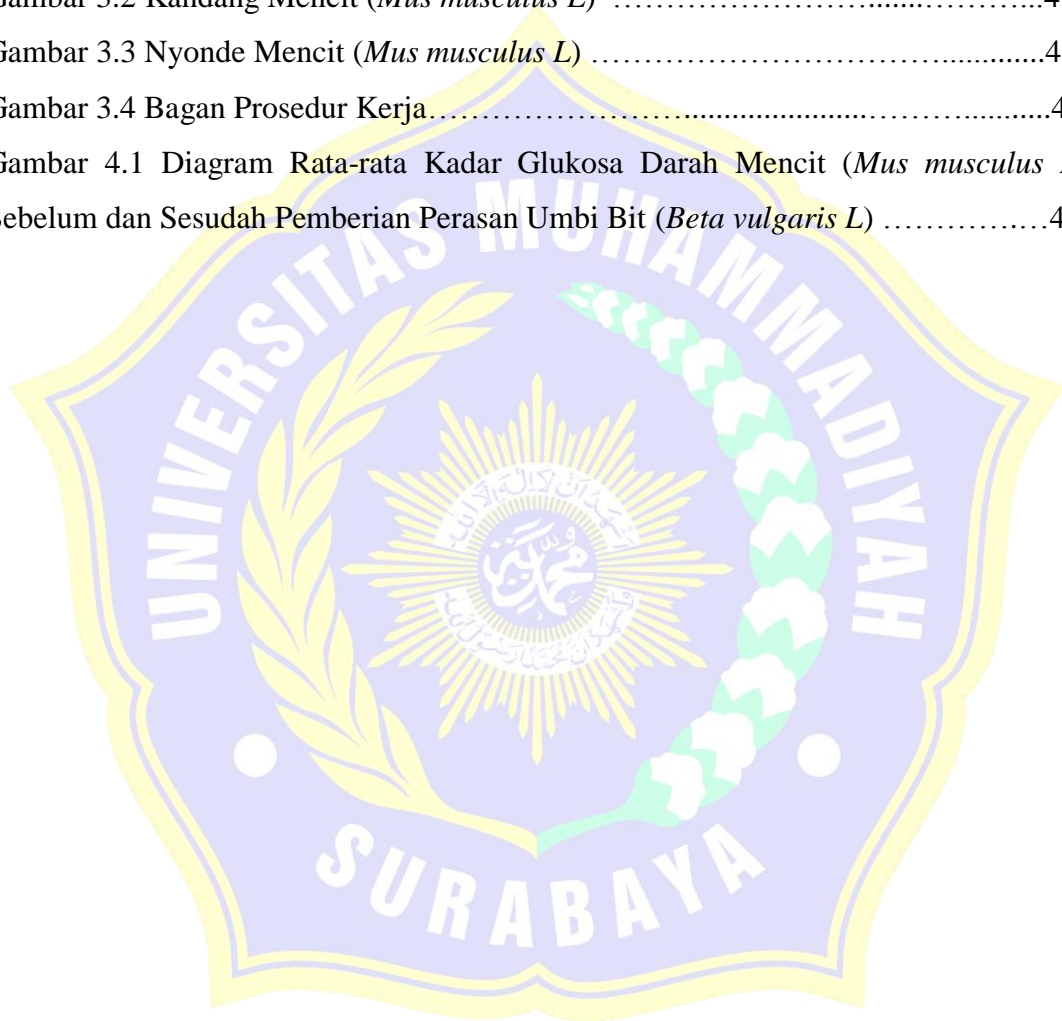 Gambar 3.2 Kandang Mencit (Mus musculus L) …………………….......………...4
Gambar 3.3 Nyonde Mencit (Mus musculus L) ……………………………..............4
Gambar 3.4 Bagan Prosedur Kerja……………………......................………...........4
Gambar 4.1 Diagram Rata-rata Kadar Glukosa Darah Mencit (Mus musculus
Sebelum dan Sesudah Pemberian Perasan Umbi Bit (Beta vulgaris L) ………….…4
UNIVERSITAS MUHAMMADIYAH
SURABAYA